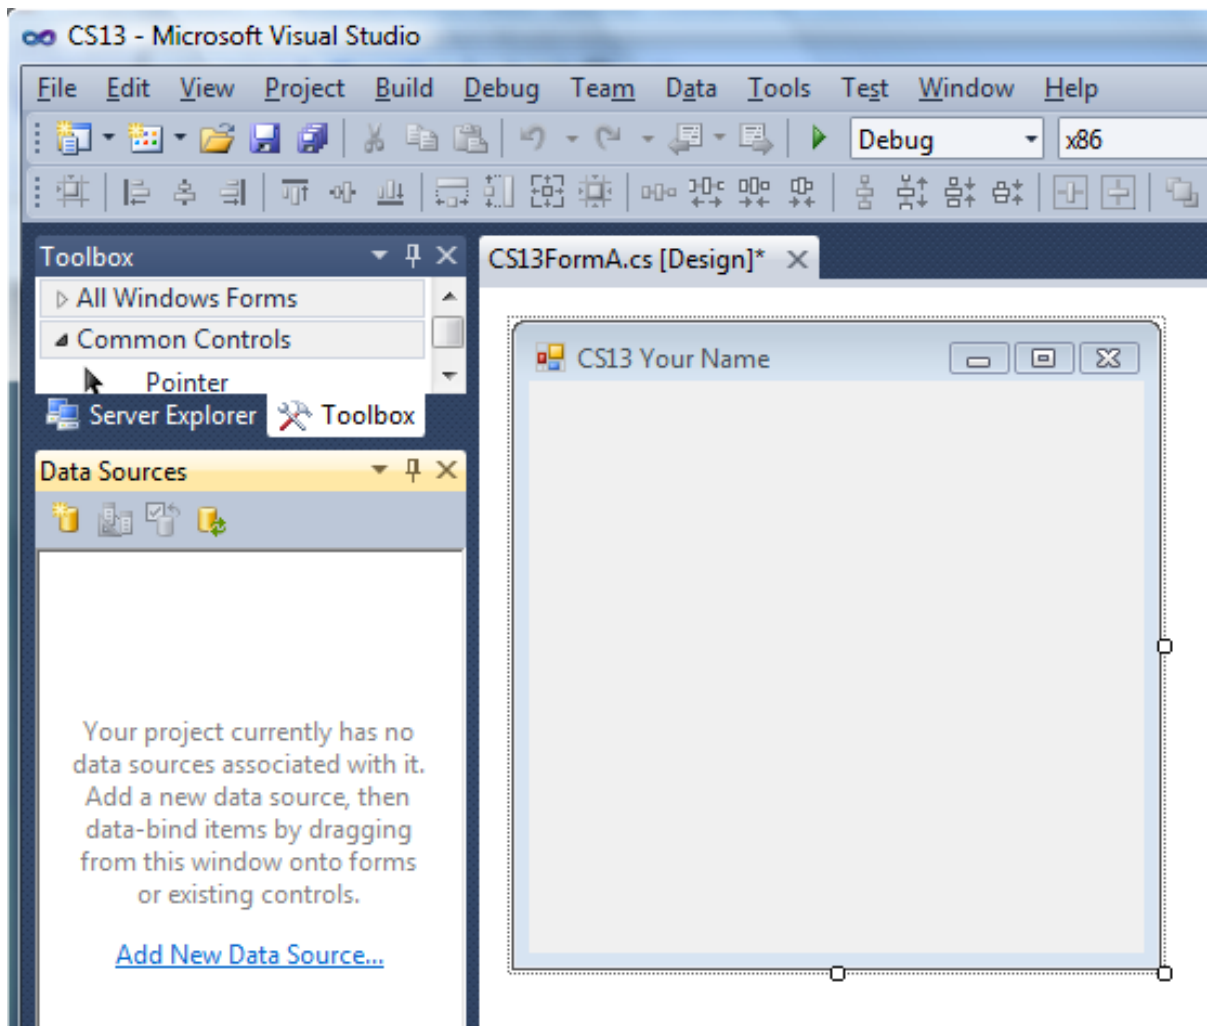 CS13 - Microsoft Visual Studio
File Edit View Project Build Debug Team Data Tools Test Window Help
Debug x86
Toolbox
CS13FormA.cs [Design]*
All Windows Forms
Common Controls
Pointer
Server Explorer Toolbox
CS13 Your Name
Data Sources
Your project currently has no
data sources associated with it.
Add a new data source, then
data-bind items by dragging
from this window onto forms
or existing controls.
Add New Data Source...